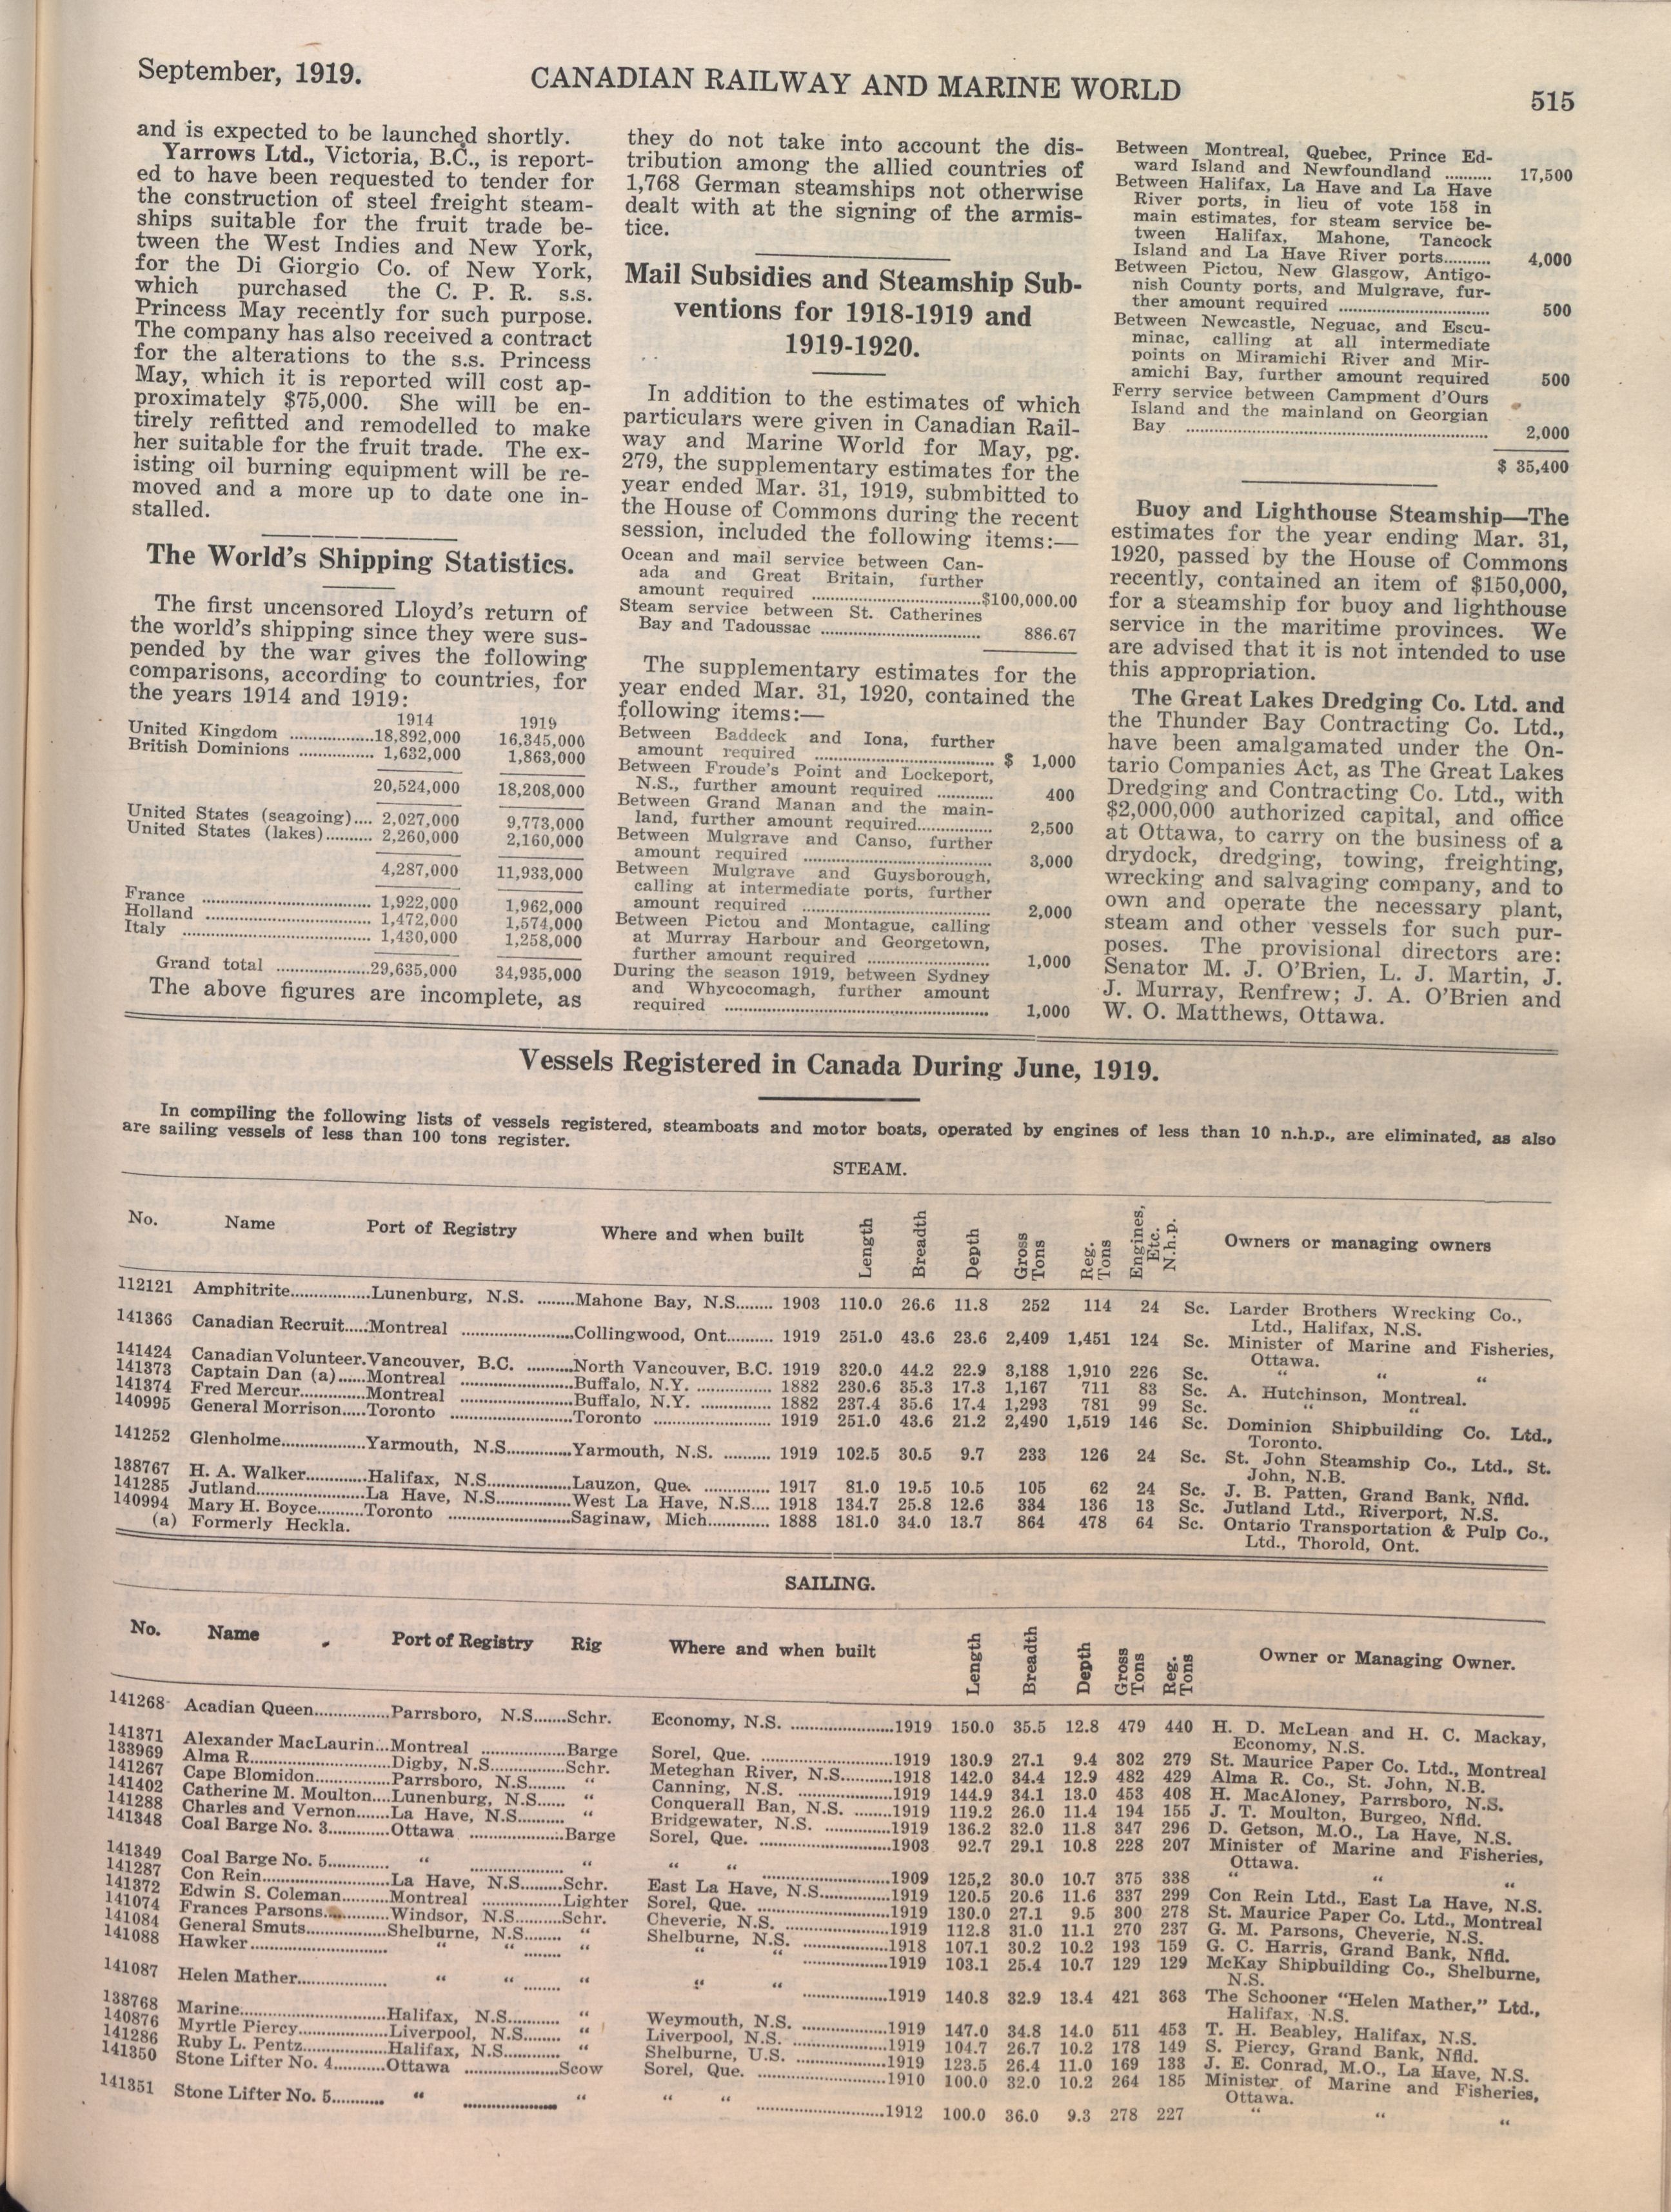 September, 1919.
CANADIAN RAILWAY AND MARINE WORLD
515
and is expected to be launched shortly.
Yarrows Ltd., Victoria, B.C., is report-
ed to have been requested to tender for
the construction of steel freight steam-
ships suitable for the fruit trade be-
tween the West Indies and New York,
for the Di Giorgio Co. of New York,
which purchased the C. P. R. s.s.
Princess May recently for such purpose.
The company has also received a contract
for the alterations to the s.s. Princess
May, which it is reported will cost ap-
proximately $75,000. She will be en-
tirely refitted and remodelled to make
her suitable for the fruit trade. The ex-
isting oil burning equipment will be re-
moved and a more up to date one in-
stalled.
The World's Shipping Statistics.
The first uncensored Lloyd's return of
the world's shipping since they were sus-
pended by the war gives the following
comparisons, according to countries, for
the years 1914 and 1919:
1914 1919
United Kingdom ................18,892,000 16,345,000
British Dominions .............. 1,632,000 1,863,000
20,524,000 18,208,000
United States (seagoing).... 2,027,000 9,773,000
United States (lakes).......... 2,260,000 2,160,000
4,287,000 11,933,000
France .................................. 1,922,000 1,962,000
Holland ................................. 1,472,000 1,574,000
Italy ...................................... 1,430,000 1,258,000
Grand total ...................29,635,000 34,935,000
The above figures are incomplete, as
they do not take into account the dis-
tribution among the allied countries of
1,768 German steamships not otherwise
dealt with at the signing of the armis-
tice.
Mail Subsidies and Steamship Sub-
ventions for 1918-1919 and
1919-1920.
In addition to the estimates of which
particulars were given in Canadian Rail-
way and Marine World for May, pg.
279, the supplementary estimates for the
year ended Mar. 31, 1919, submbitted to
the House of Commons during the recent
session, included the following items:—
Ocean and mail service between Can-
ada and Great Britain, further
amount required ..................................$100,000.00
Steam service between St. Catherines
Bay and Tadoussac ................................ 886.67
The supplementary estimates for the
year ended Mar. 31, 1920, contained the
following items:—
Between Baddeck and Iona, further
amount required .................................... $ 1,000
Between Froude's Point and Lockeport,
N.S., further amount required ........... 400
Between Grand Manan and the main-
land, further amount required............... 2,500
Between Mulgrave and Canso, further
amount required ...................................... 3,000
Between Mulgrave and Guysborough,
calling at intermediate ports, further
amount required ...................................... 2,000
Between Pictou and Montague, calling
at Murray Harbour and Georgetown,
further amount required ......................... 1,000
During the season 1919, between Sydney
and Whycocomagh, further amount
required ..................................................... 1,000
Between Montreal, Quebec, Prince Ed-
ward Island and Newfoundland .......... 17,500
Between Halifax, La Have and La Have
River ports, in lieu of vote 158 in
main estimates, for steam service be-
tween Halifax, Mahone, Tancock
Island and La Have River ports.......... 4,000
Between Pictou, New Glasgow, Antigo-
nish County ports, and Mulgrave, fur-
ther amount required ............................... 500
Between Newcastle, Neguac, and Escu-
minac, calling at all intermediate
points on Miramichi River and Mir-
amichi Bay, further amount required 500
Ferry service between Campment d'Ours
Island and the mainland on Georgian
Bay ............................................................. 2,000
$ 35,400
Buoy and Lighthouse Steamship—The
estimates for the year ending Mar. 31,
1920, passed by the House of Commons
recently, contained an item of $150,000,
for a steamship for buoy and lighthouse
service in the maritime provinces. We
are advised that it is not intended to use
this appropriation.
The Great Lakes Dredging Co. Ltd. and
the Thunder Bay Contracting Co. Ltd.,
have been amalgamated under the On-
tario Companies Act, as The Great Lakes
Dredging and Contracting Co. Ltd., with
$2,000,000 authorized capital, and office
at Ottawa, to carry on the business of a
drydock, dredging, towing, freighting,
wrecking and salvaging company, and to
own and operate the necessary plant,
steam and other vessels for such pur-
poses. The provisional directors are:
Senator M. J. O'Brien, L. J. Martin, J.
J. Murray, Renfrew; J. A. O'Brien and
W. O. Matthews, Ottawa.
Vessels Registered in Canada During June, 1919.
In compiling the following lists of vessels registered, steamboats and motor boats, operated by engines of less than 10 n.h.p., are eliminated, as also
are sailing vessels of less than 100 tons register.
STEAM.
No. Name Port of Registry Where and when built Length Breadth Depth Gross Tons Reg. Tons Engines, Etc. N.h.p. Owners or managing owners
112121 Amphitrite................Lunenburg, N.S. ........Mahone Bay, N.S........ 1903 110.0 26.6 11.8 252 114 24 Sc. Larder Brothers Wrecking Co.,
Ltd., Halifax, N.S.
141366 Canadian Recruit.....Montreal ........................Collingwood, Ont.......... 1919 251.0 43.6 23.6 2,409 1,451 124 Sc. Minister of Marine and Fisheries,
Ottawa.
141424 Canadian Volunteer.Vancouver, B.C. ..........North Vancouver, B.C. 1919 320.0 44.2 22.9 3,188 1,910 226 Sc. " " "
141373 Captain Dan (a)......Montreal ........................Buffalo, N.Y. ................ 1882 230.6 35.3 17.3 1,167 711 83 Sc. A. Hutchinson, Montreal.
141374 Fred Mercur.............Montreal ........................Buffalo, N.Y. ............... 1882 237.4 35.6 17.4 1,293 781 99 Sc. " "
140995 General Morrison.....Toronto ..........................Toronto ......................... 1919 251.0 43.6 21.2 2,490 1,519 146 Sc. Dominion Shipbuilding Co. Ltd.,
Toronto.
141252 Glenholme..................Yarmouth, N.S..............Yarmouth, N.S. .......... 1919 102.5 30.5 9.7 233 126 24 Sc. St. John Steamship Co., Ltd., St.
John, N.B.
138767 H. A. Walker.............Halifax, N.S..................Lauzon, Que. .............. 1917 81.0 19.5 10.5 105 62 24 Sc. J. B. Patten, Grand Bank, Nfld.
141285 Jutland........................La Have, N.S................West La Have, N.S.... 1918 134.7 25.8 12.6 334 136 13 Sc. Jutland Ltd., Riverport, N.S.
140994 Mary H. Boyce..........Toronto ..........................Saginaw, Mich............. 1888 181.0 34.0 13.7 864 478 64 Sc. Ontario Transportation & Pulp Co.,
Ltd., Thorold, Ont.
(a) Formerly Heckla.
SAILING.
No. Name Port of Registry Rig Where and when built Length Breadth Depth Gross Tons Reg. Tons Owner or Managing Owner.
141268 Acadian Queen...............Parrsboro, N.S.......Schr. Economy, N.S. ......................1919 150.0 35.5 12.8 479 440 H. D. McLean and H. C. Mackay,
Economy, N.S.
141371 Alexander MacLaurin...Montreal .................Barge Sorel, Que. ............................1919 130.9 27.1 9.4 302 279 St. Maurice Paper Co. Ltd., Montreal
133969 Alma R............................Digby, N.S...............Schr. Meteghan River, N.S...........1918 142.0 34.4 12.9 482 429 Alma R. Co., St. John, N.B.
141267 Cape Blomidon...............Parrsboro, N.S........ " Canning, N.S. ....................1919 144.9 34.1 13.0 453 408 H. MacAloney, Parrsboro, N.S.
141402 Catherine M. Moulton....Lunenburg, N.S...... " Conquerall Ban, N.S. ........1919 119.2 26.0 11.4 194 155 J. T. Moulton, Burgeo, Nfld.
141288 Charles and Vernon......La Have, N.S.......... " Bridgewater, N.S. .............1919 136.2 32.0 11.8 347 296 D. Getson, M.O., La Have, N.S.
141348 Coal Barge No. 3............Ottawa ....................Barge Sorel, Que. ............................1903 92.7 29.1 10.8 228 207 Minister of Marine and Fisheries,
Ottawa.
141349 Coal Barge No. 5............ " .................... " " " ...........................1909 125,2 30.0 10.7 375 338 " " "
141287 Con Rein..........................La Have, N.S.........Schr. East La Have, N.S..............1919 120.5 20.6 11.6 337 299 Con Rein Ltd., East La Have, N.S.
141372 Edwin S. Coleman.........Montreal .................Lighter Sorel, Que. ............................1919 130.0 27.1 9.5 300 278 St. Maurice Paper Co. Ltd., Montreal
141074 Frances Parsons.............Windsor, N.S..........Schr. Cheverie, N.S. .....................1919 112.8 31.0 11.1 270 237 G. M. Parsons, Cheverie, N.S.
141084 General Smuts................Shelburne, N.S........ " Shelburne, N.S. ..................1918 107.1 30.2 10.2 193 159 G. C. Harris, Grand Bank, Nfld.
141088 Hawker............................ " " ........ " " " ..................1919 103.1 25.4 10.7 129 129 McKay Shipbuilding Co., Shelburne,
N.S.
141087 Helen Mather.................. " " ........ " " " ..................1919 140.8 32.9 13.4 421 363 The Schooner "Helen Mather," Ltd.,
Halifax, N.S.
138768 Marine..............................Halifax, N.S........... " Weymouth, N.S. ..................1919 147.0 34.8 14.0 511 453 T. H. Beabley, Halifax, N.S.
140876 Myrtle Piercy..................Liverpool, N.S........ " Liverpool, N.S. ....................1919 104.7 26.7 10.2 178 149 S. Piercy, Grand Bank, Nfld.
141286 Ruby L. Pentz.................Halifax, N.S........... " Shelburne, U.S. ...................1919 123.5 26.4 11.0 169 133 J. E. Conrad, M.O., La Have, N.S.
141350 Stone Lifter No. 4..........Ottawa ....................Scow Sorel, Que. ............................1910 100.0 32.0 10.2 264 185 Minister of Marine and Fisheries,
Ottawa.
141351 Stone Lifter No. 5........... " .................... " " " ...........................1912 100.0 36.0 9.3 278 227 " " "